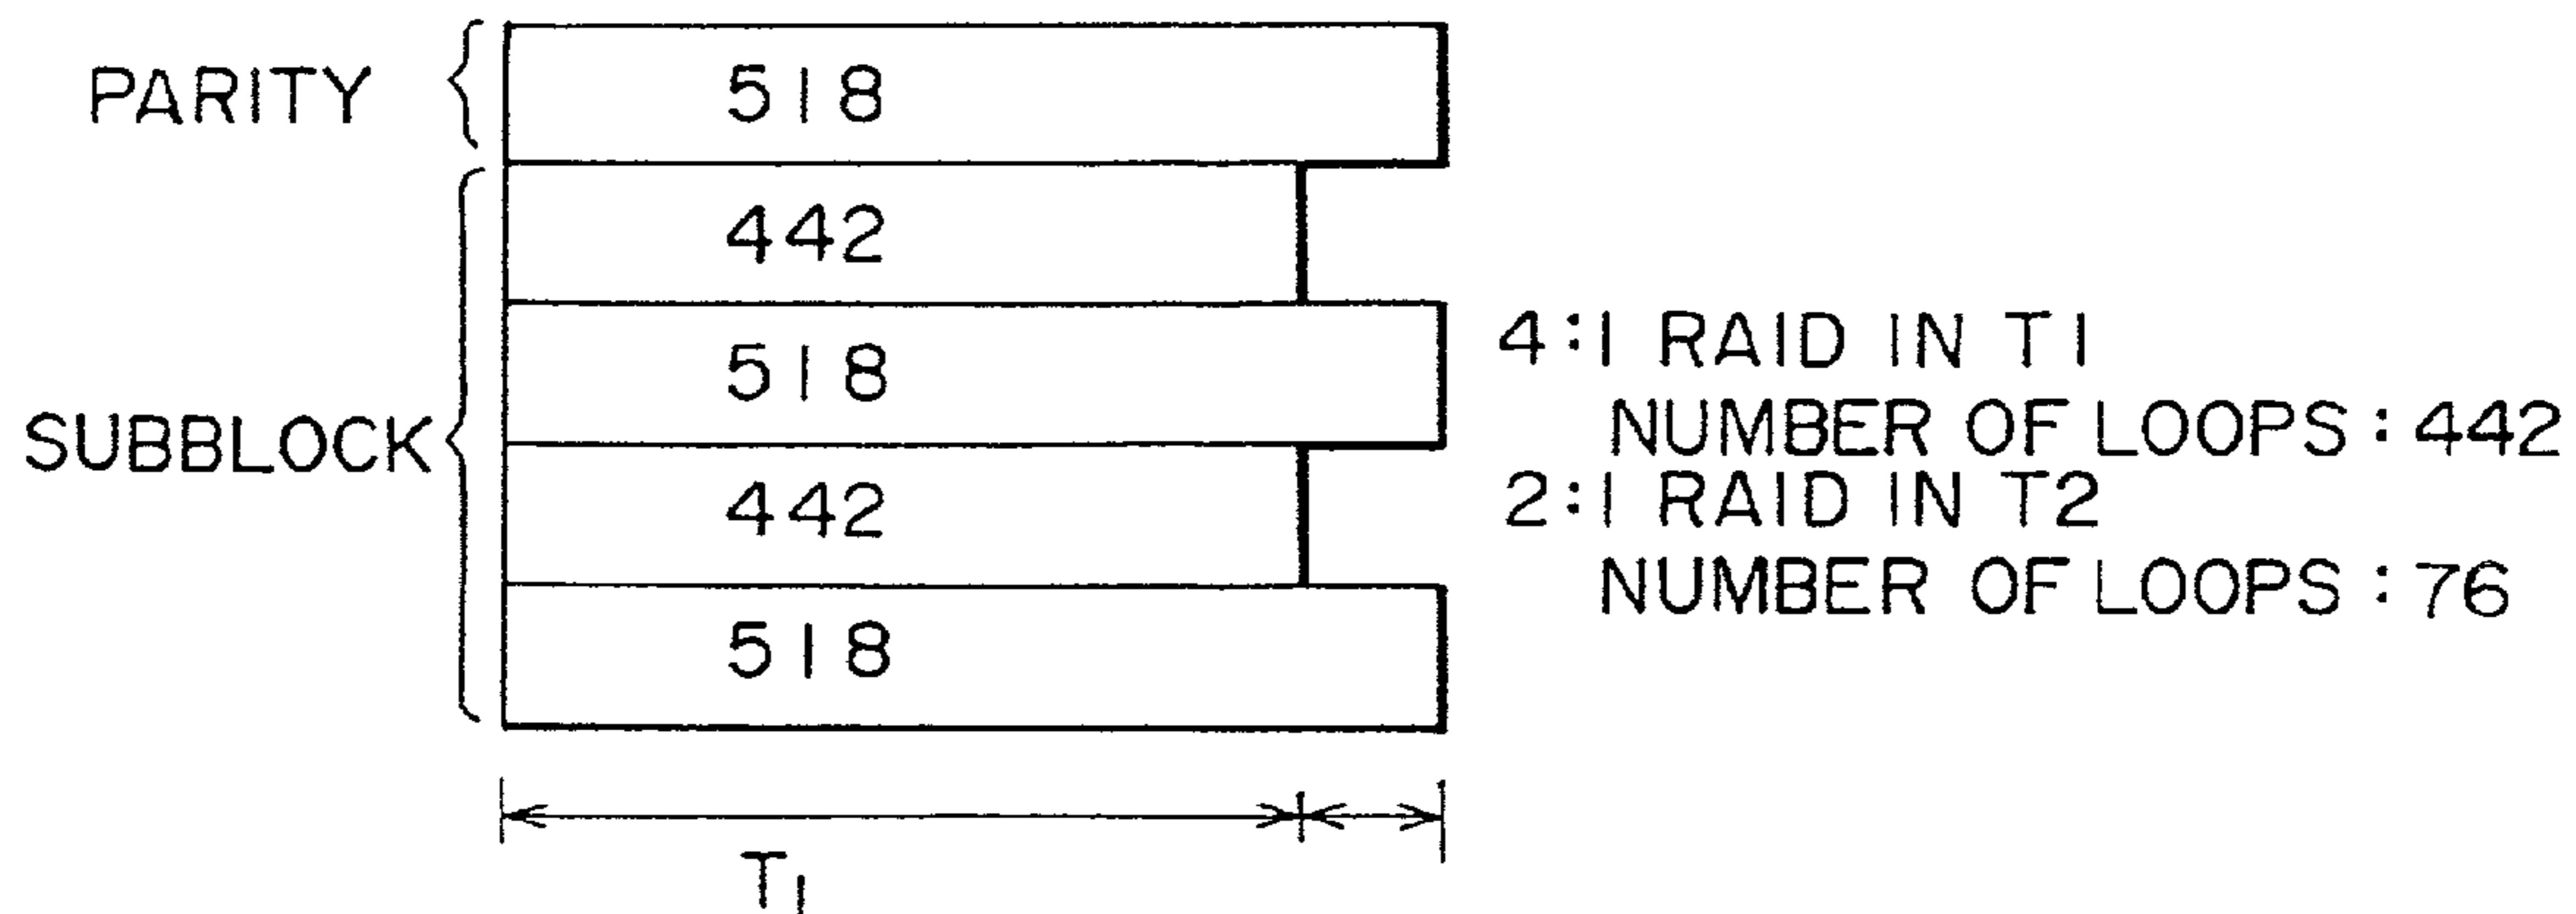 PARITY
518
442
518
442
518
SUBBLOCK
4:1 RAID IN T1
NUMBER OF LOOPS : 442
2:1 RAID IN T2
NUMBER OF LOOPS : 76
T1